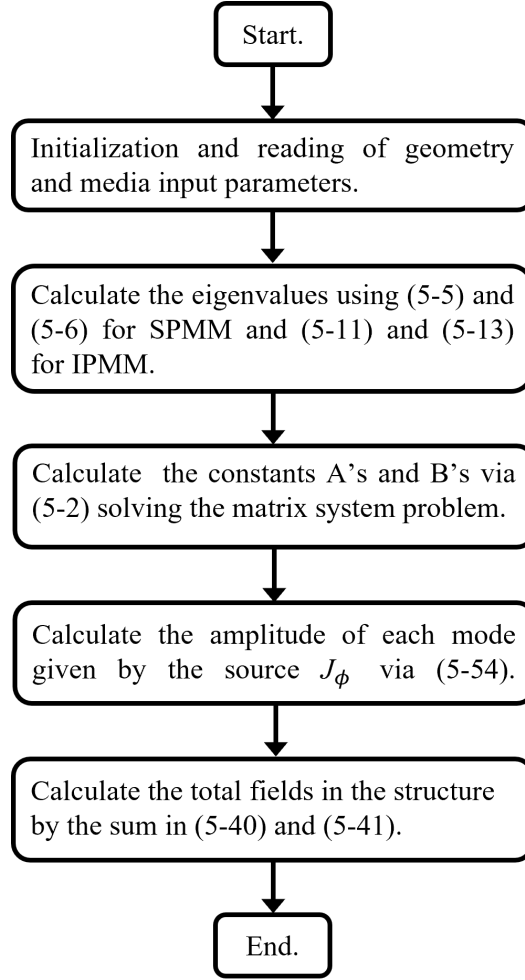 Start.
Initialization and reading of geometry
and media input parameters.
Calculate the eigenvalues using (5-5) and
(5-6) for SPMM and (5-11) and (5-13)
for IPMM.
Calculate the constants A's and B's via
(5-2) solving the matrix system problem.
Calculate the amplitude of each mode
given by the source J_ϕ via (5-54).
Calculate the total fields in the structure
by the sum in (5-40) and (5-41).
End.